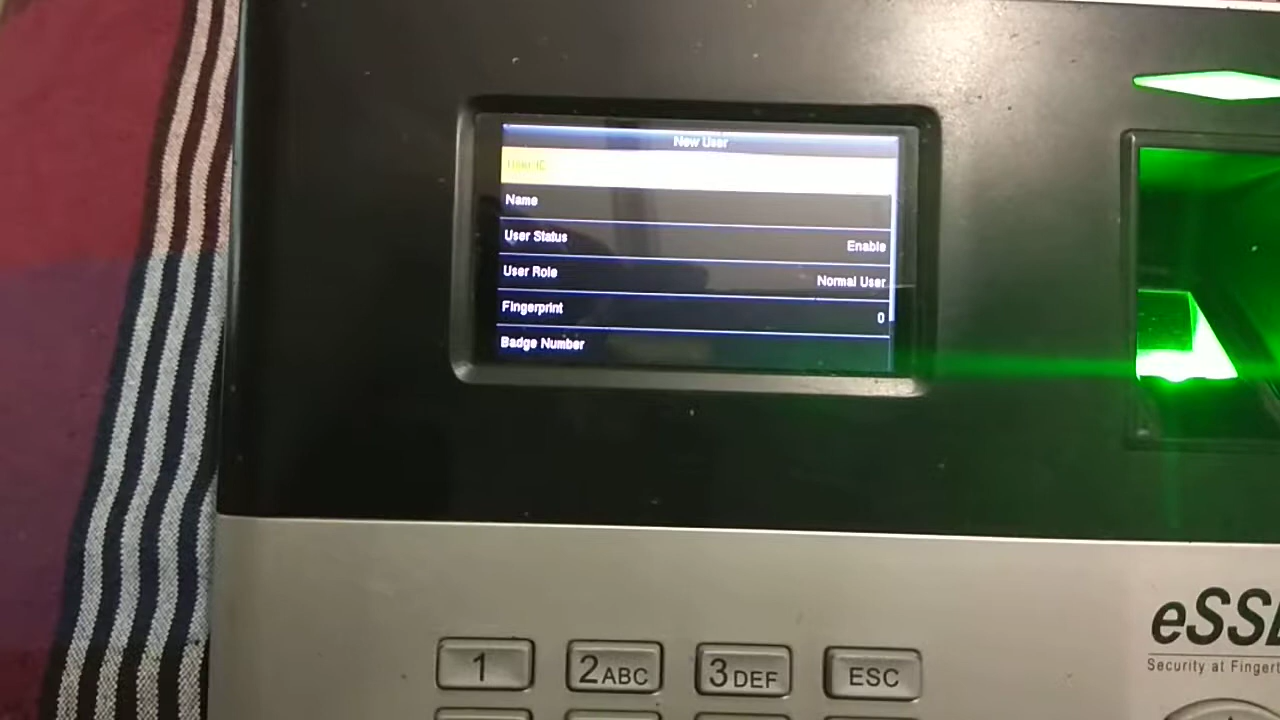 New User
User ID
Name
User Status Enable
User Role Normal User
Fingerprint 0
Badge Number
eSS
Security at Finger
1 2ABC 3DEF ESC